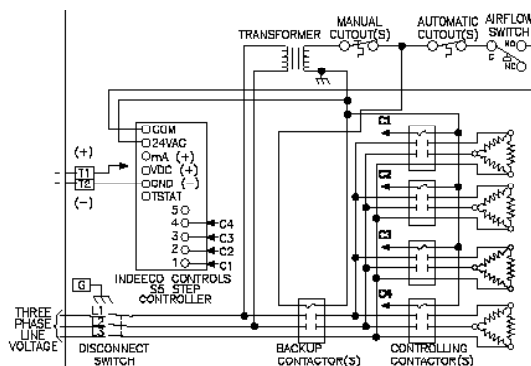 MANUAL
CUTOUT(S)
AUTOMATIC
CUTOUT(S)
AIRFLOW
SWITCH
TRANSFORMER
NO
C
NC
COM
24VAC
mA (+)
VDC (+)
GND (-)
TSTAT
5
4
3
2
1
C4
C3
C2
C1
(+)
T1
T2
(-)
INDEECO CONTROLS
S5 STEP
CONTROLLER
C1
C2
C3
C4
G
THREE
PHASE
LINE
VOLTAGE
L1
L2
L3
DISCONNECT
SWITCH
BACKUP
CONTACTOR(S)
CONTROLLING
CONTACTOR(S)